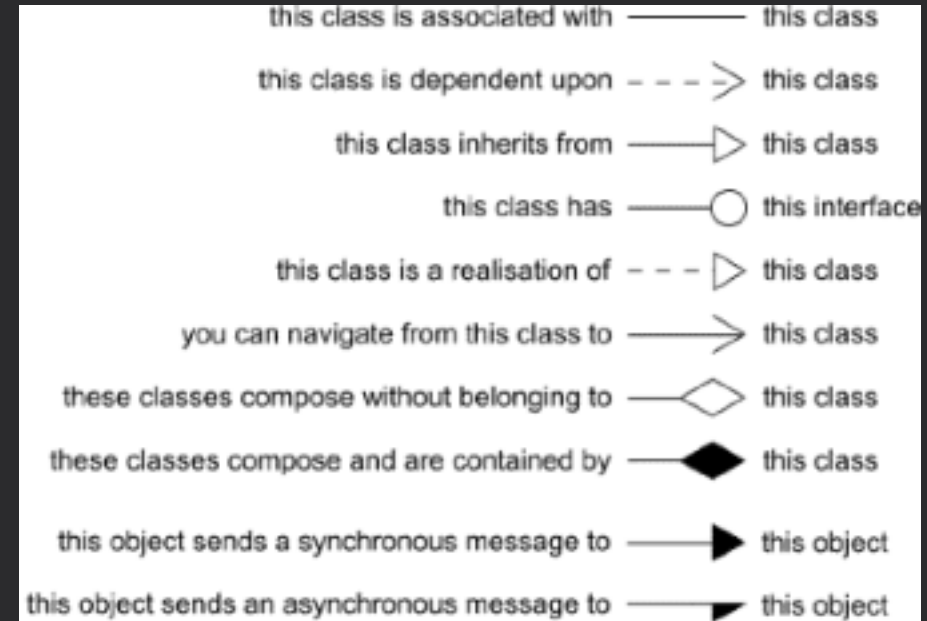 this class is associated with this class
this class is dependent upon this class
this class inherits from this class
this class has this interface
this class is a realisation of this class
you can navigate from this class to this class
these classes compose without belonging to this class
these classes compose and are contained by this class
this object sends a synchronous message to this object
this object sends an asynchronous message to this object